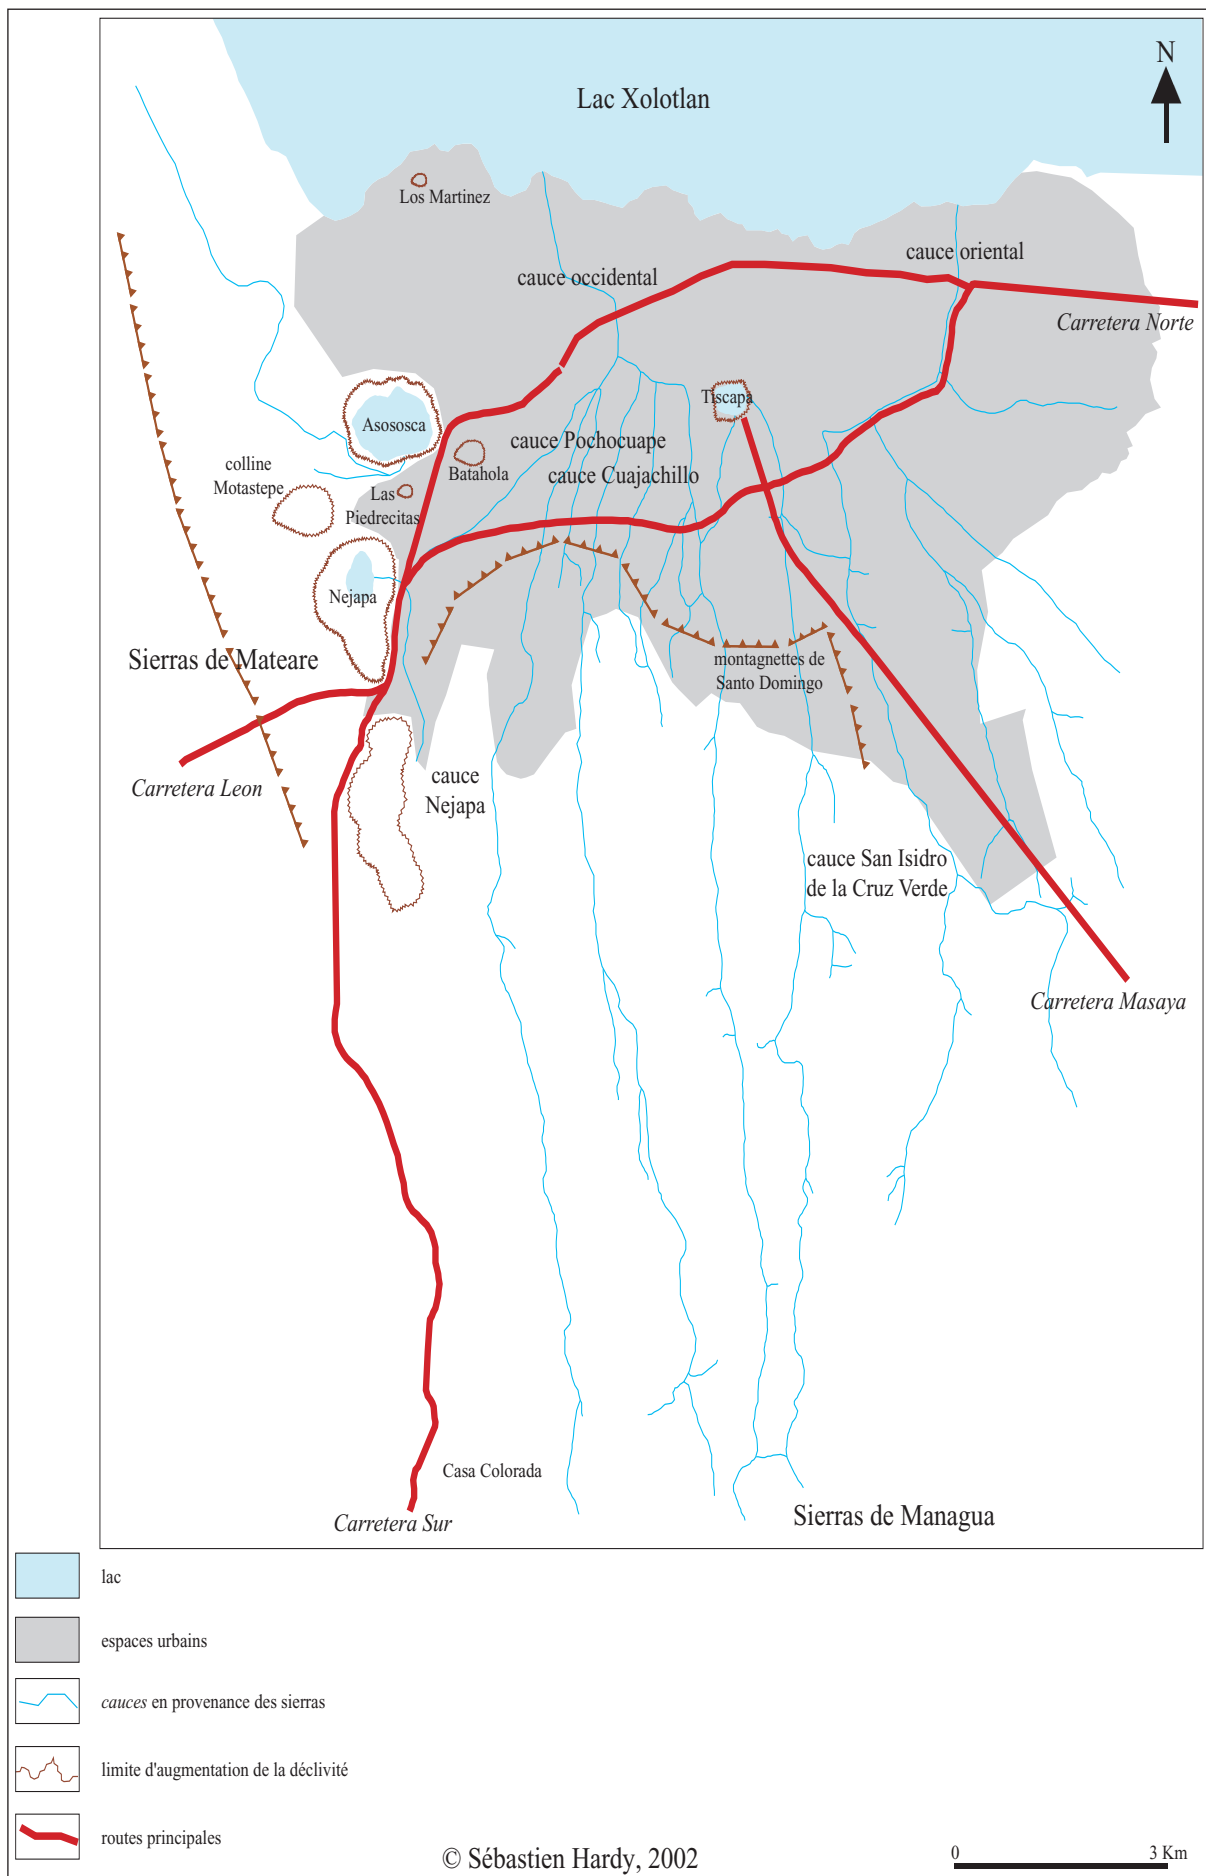 N
Lac Xolotlan
Los Martinez
cauce oriental
cauce occidental
Carretera Norte
Tiscapa
Asososca
cauce Pochocuape
colline
Motastepe
Batahola
cauce Cuajachillo
Las
Piedrecitas
Nejapa
Sierras de Mateare
montagnettes de
Santo Domingo
Carretera Leon
cauce
Nejapa
cauce San Isidro
de la Cruz Verde
Carretera Masaya
Casa Colorada
Carretera Sur
Sierras de Managua
lac
espaces urbains
cauces en provenance des sierras
limite d'augmentation de la déclivité
routes principales
© Sébastien Hardy, 2002
0 3 Km